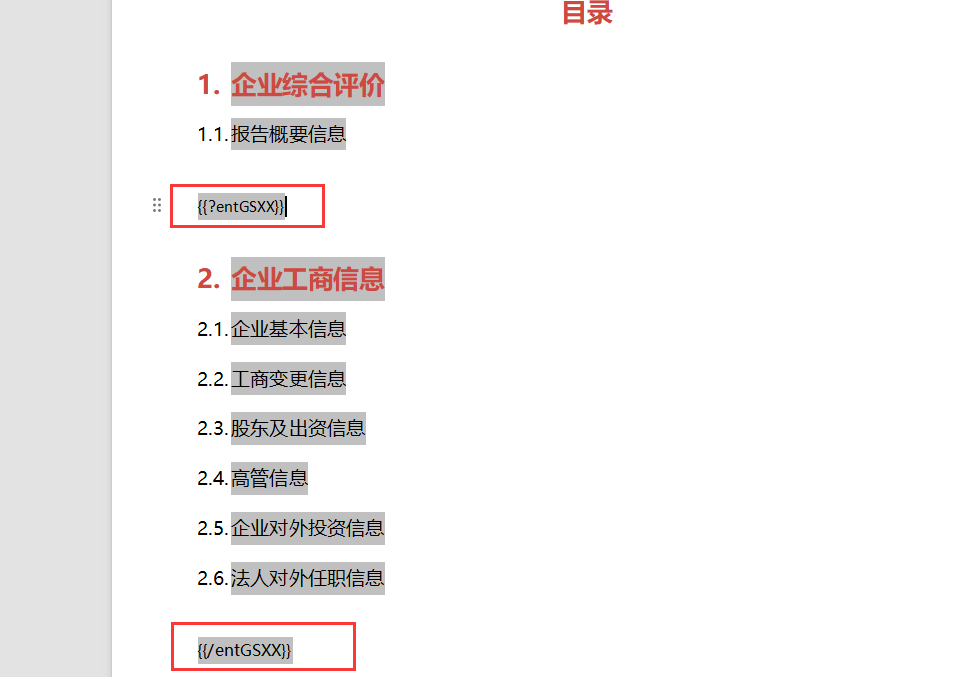 目录
1. 企业综合评价
1.1.报告概要信息
{{?entGSXX}}
2. 企业工商信息
2.1.企业基本信息
2.2.工商变更信息
2.3.股东及出资信息
2.4.高管信息
2.5.企业对外投资信息
2.6.法人对外任职信息
{{/entGSXX}}